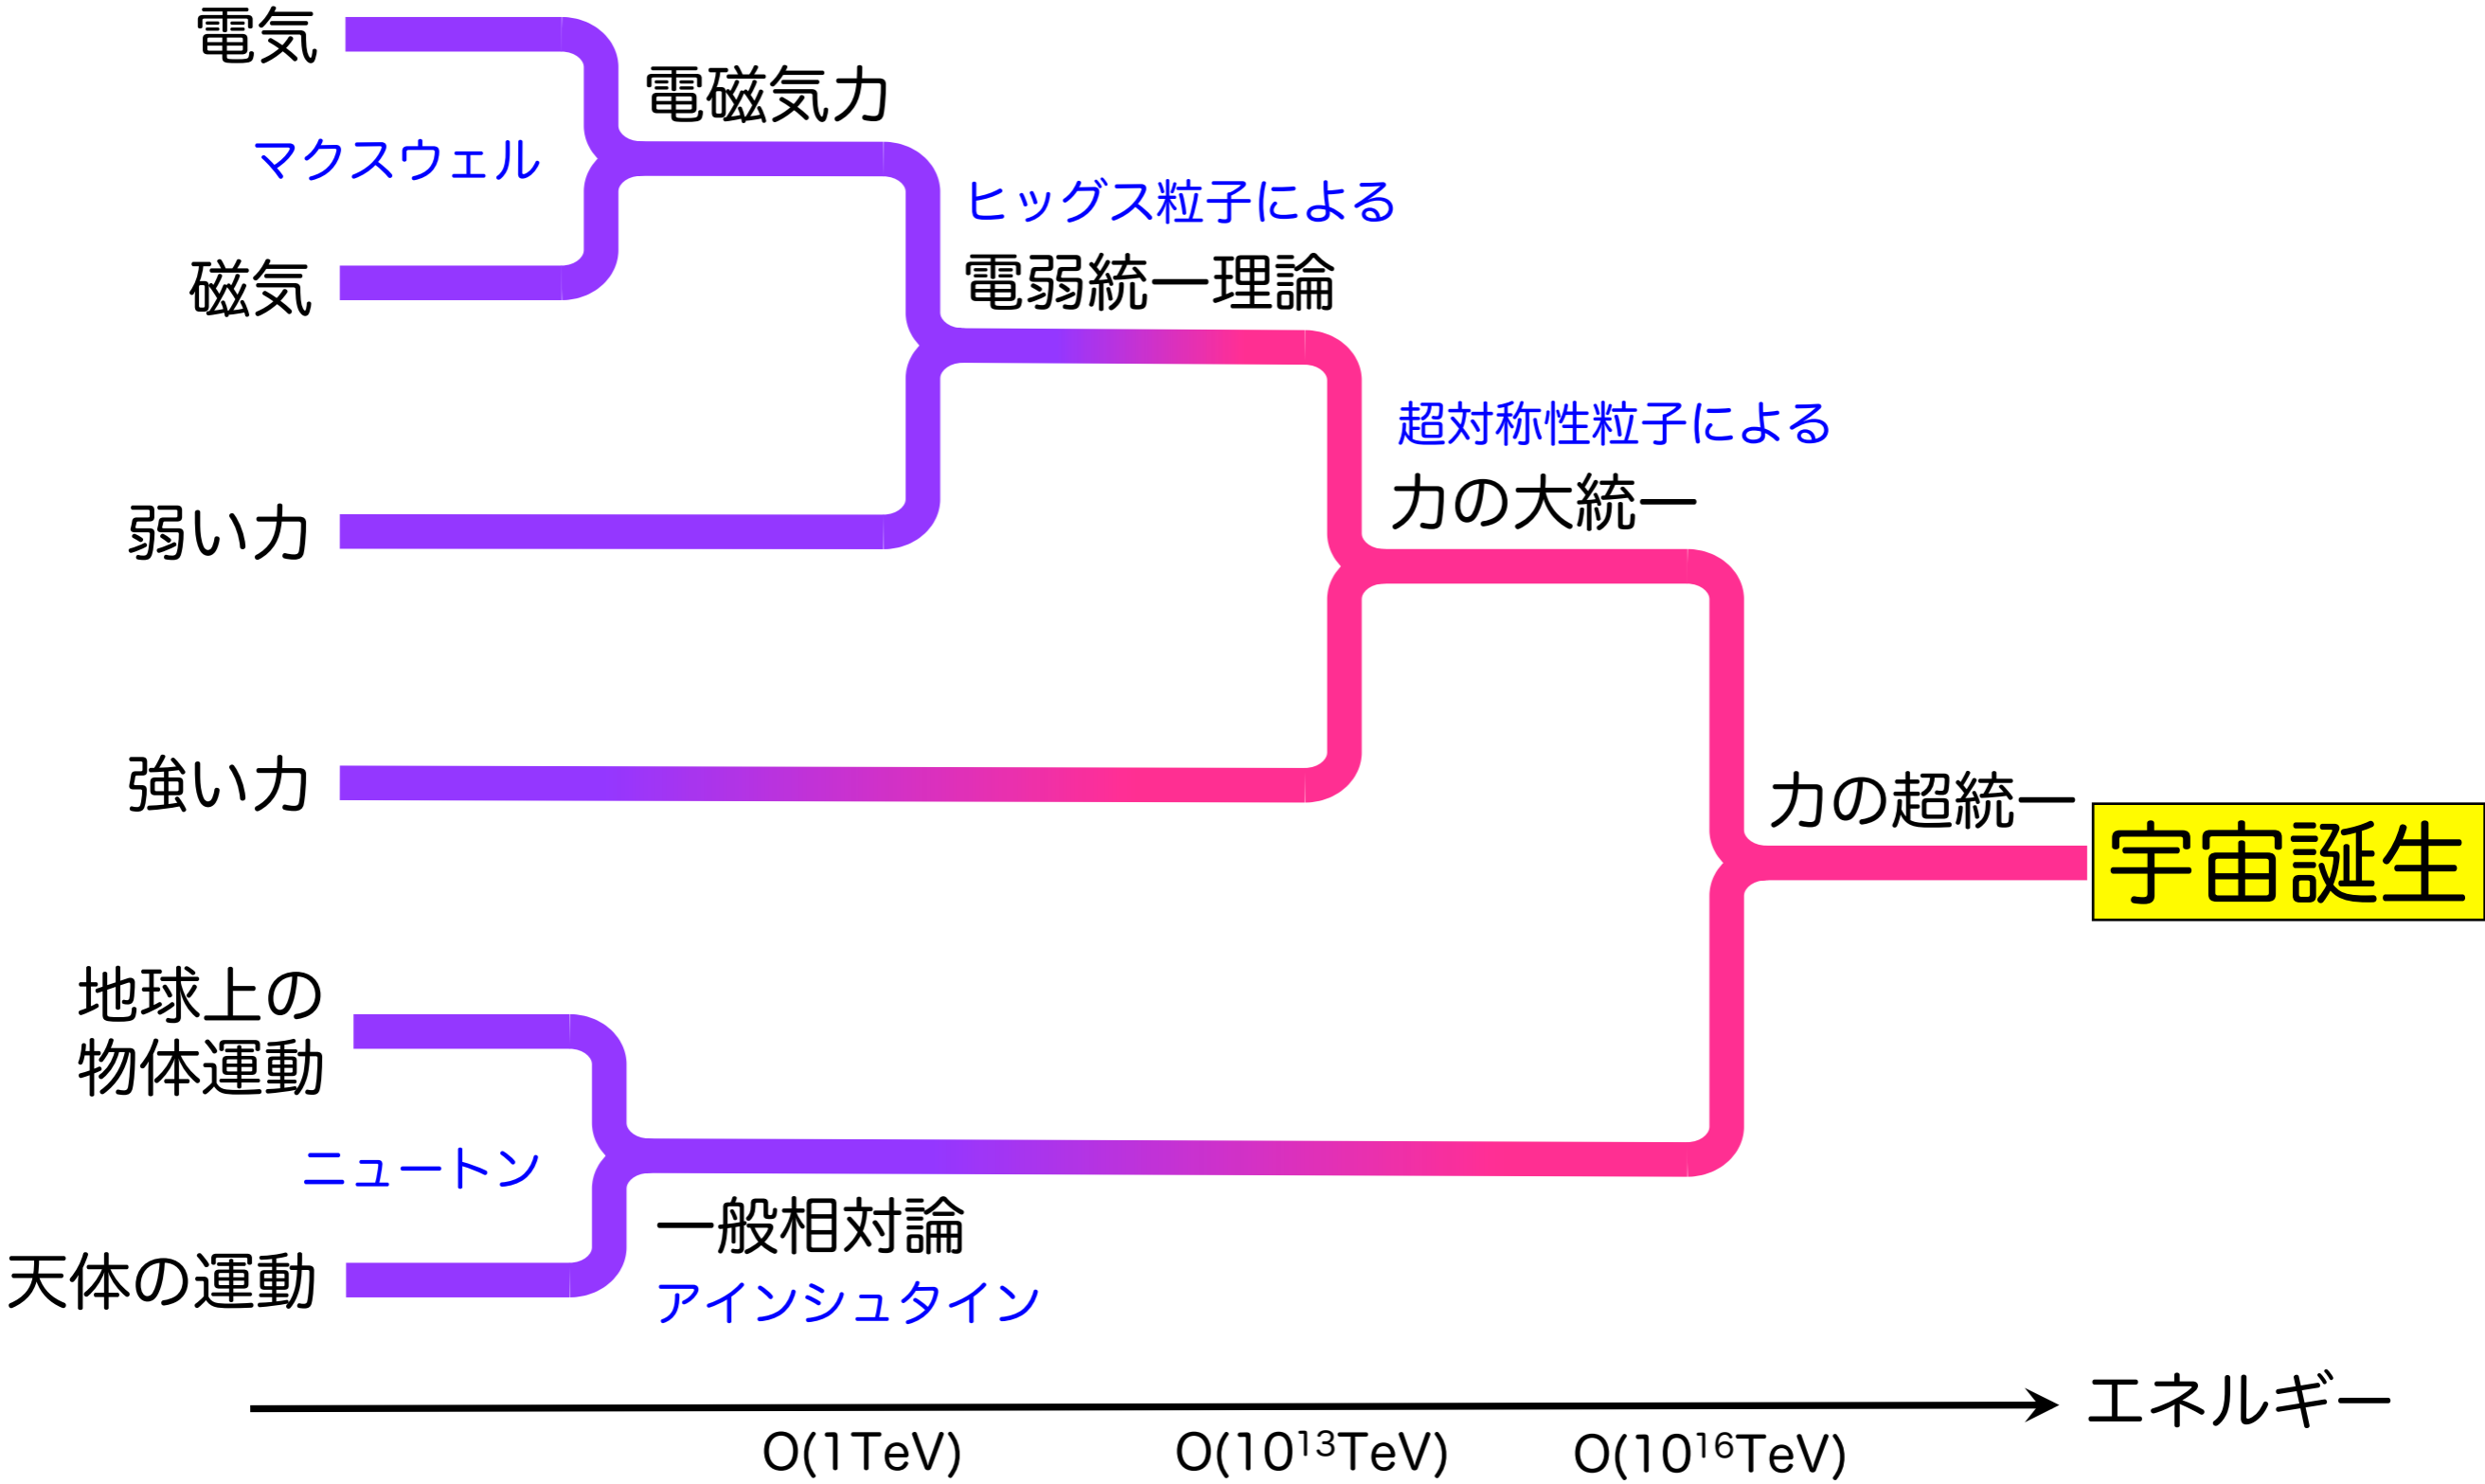 電気
電磁気力
マクスウェル
ヒッグス粒子による
磁気
電弱統一理論
超対称性粒子による
力の大統一
弱い力
強い力
力の超統一
宇宙誕生
地球上の
物体運動
ニュートン
一般相対論
天体の運動
アインシュタイン
エネルギー
O(1TeV)
O(10¹³TeV)
O(10¹⁶TeV)